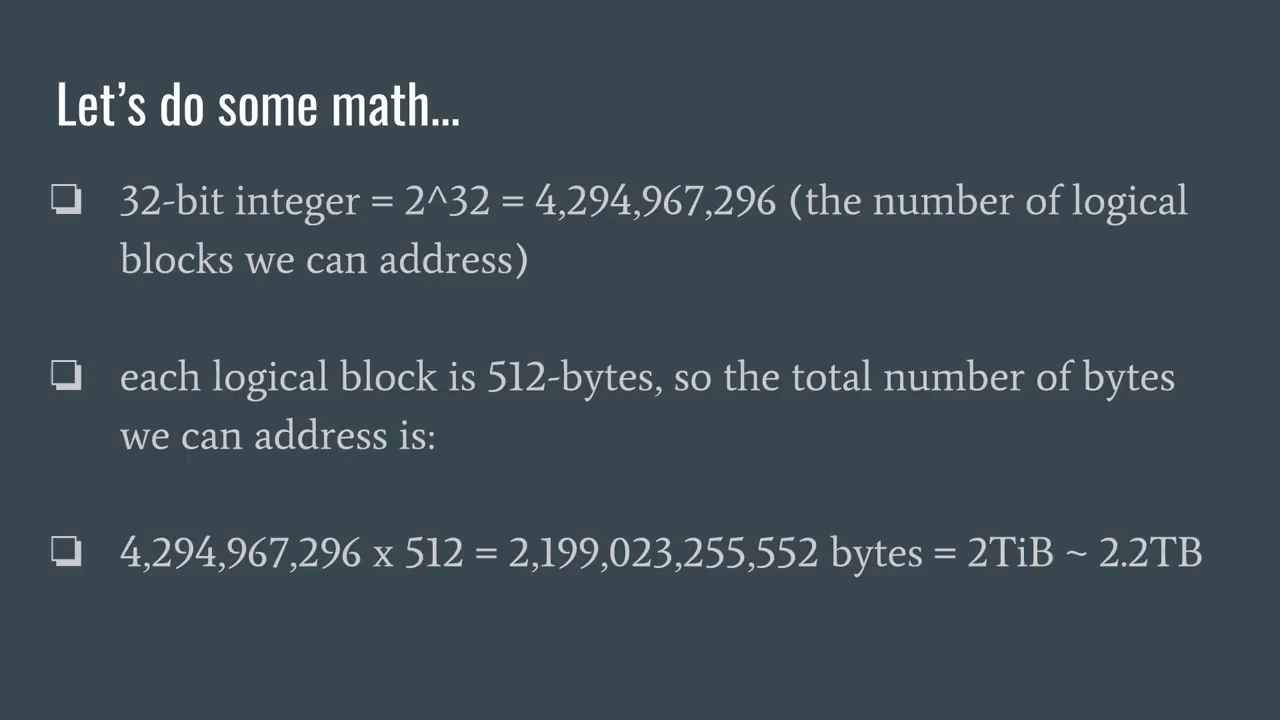 Let’s do some math...
❏ 32-bit integer = 2^32 = 4,294,967,296 (the number of logical
blocks we can address)
❏ each logical block is 512-bytes, so the total number of bytes
we can address is:
❏ 4,294,967,296 x 512 = 2,199,023,255,552 bytes = 2TiB ~ 2.2TB